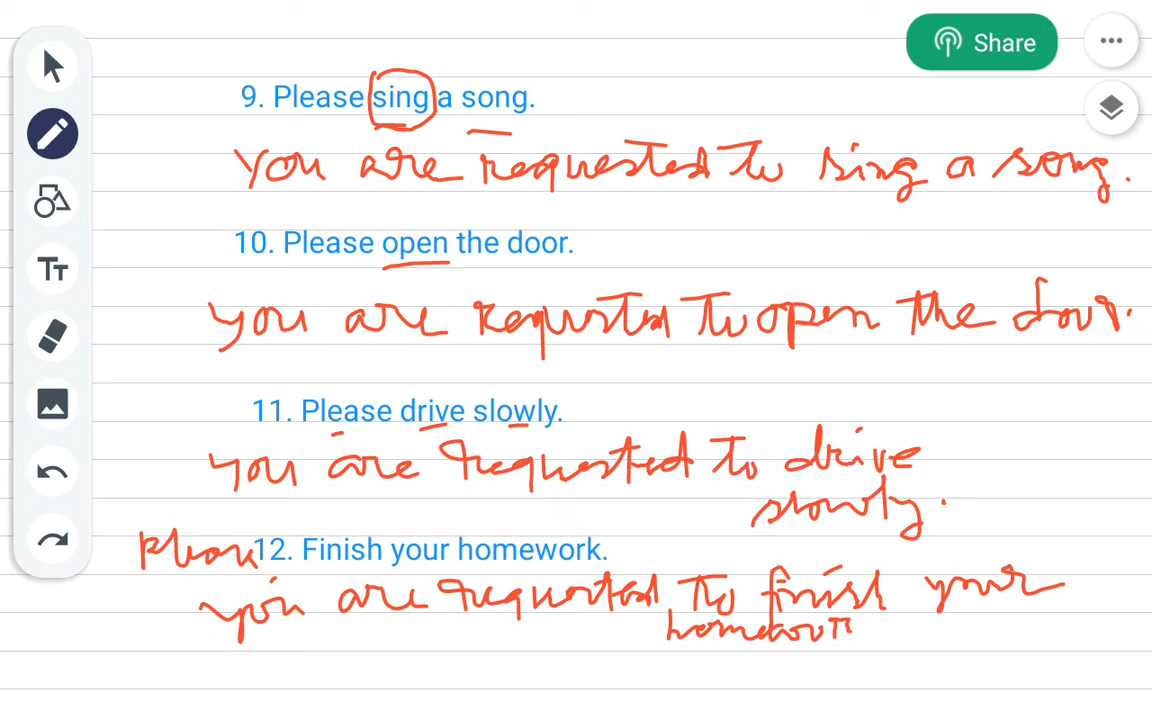 Share
9. Please sing a song.
You are requested to sing a song.
10. Please open the door.
You are requested to open the door.
11. Please drive slowly.
You are requested to drive
slowly.
Please 12. Finish your homework.
You are requested to finish your
TT